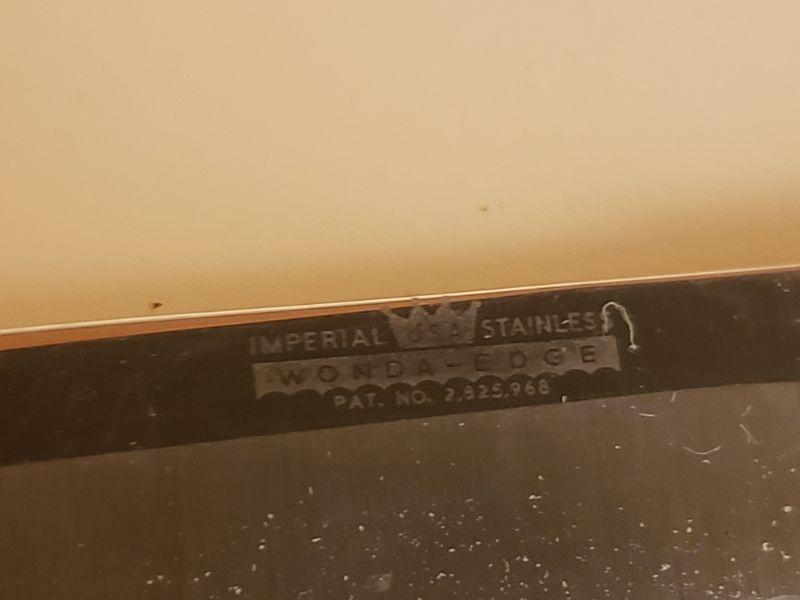 IMPERIAL USA STAINLESS
WONDA-EDGE
PAT. NO. 2,825,968